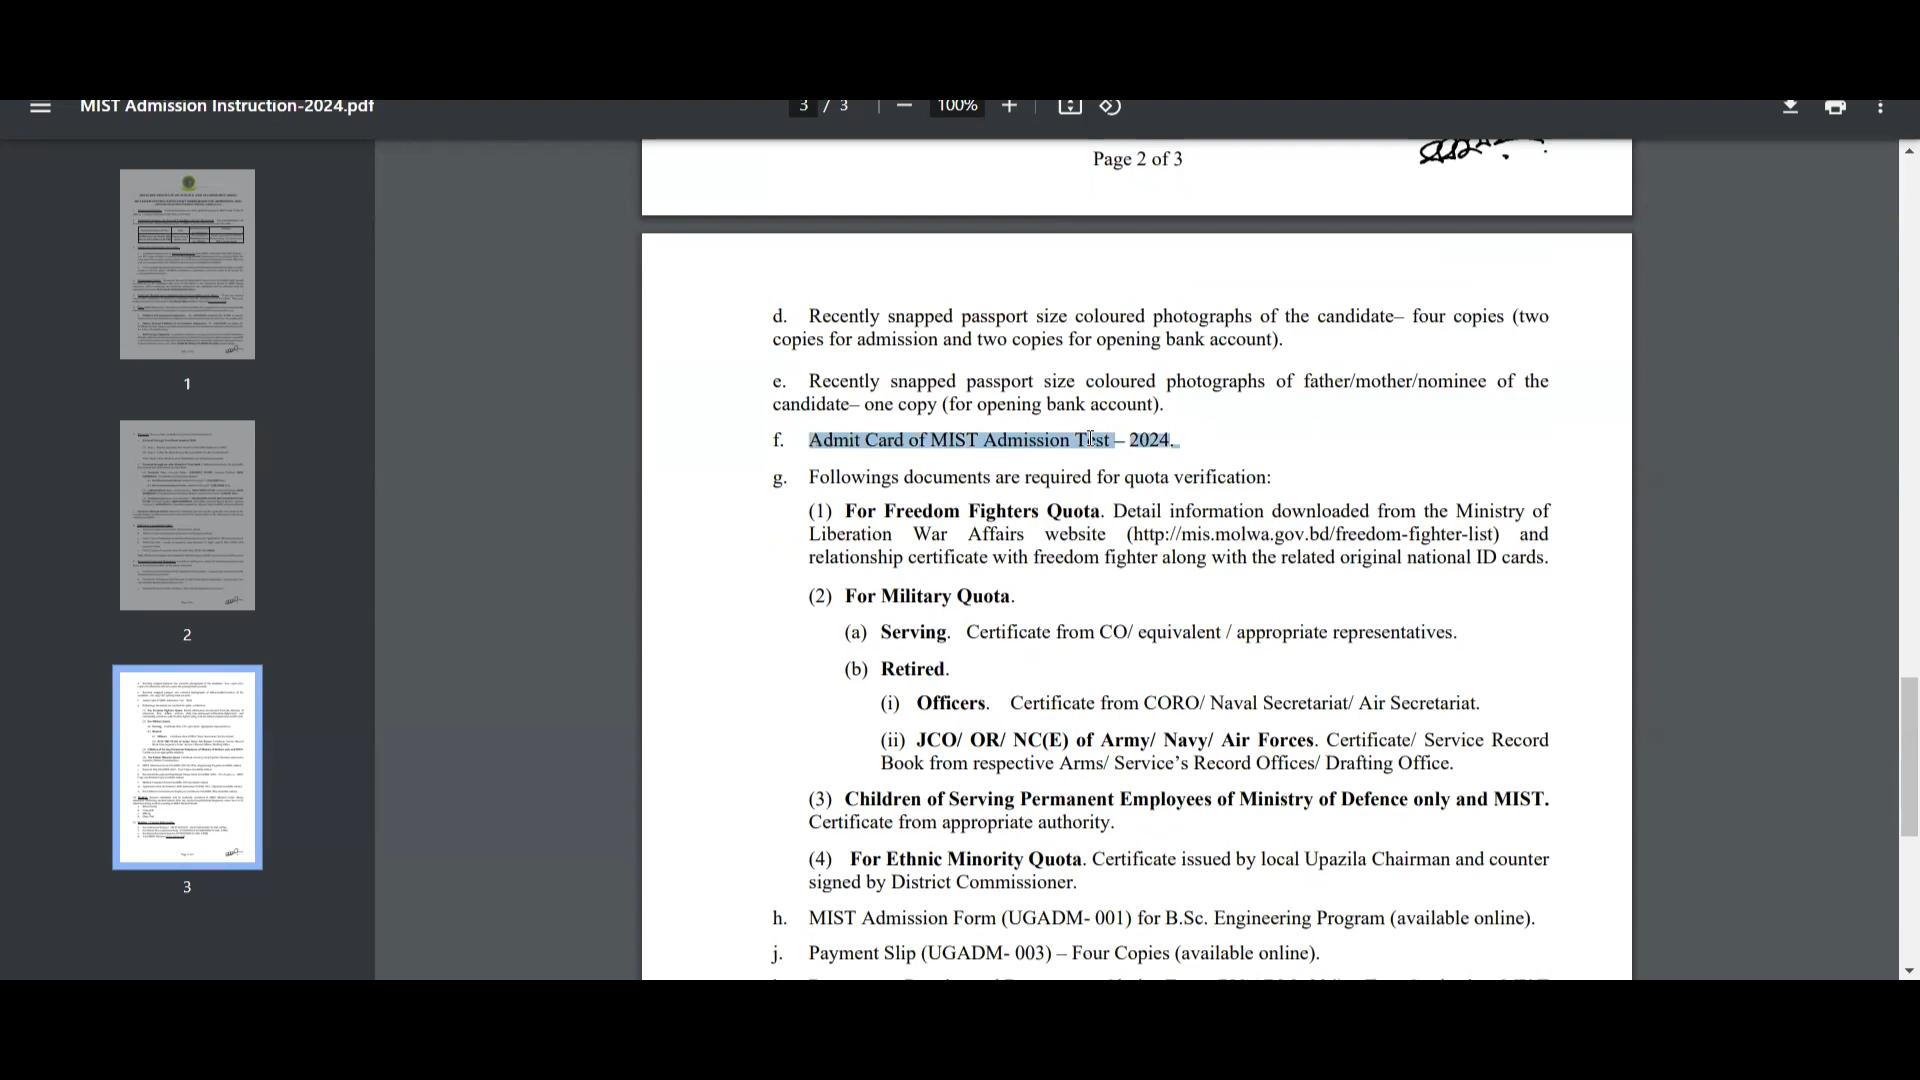 MIST Admission Instruction-2024.pdf
3 / 3
100%
1
2
3
Page 2 of 3
d. Recently snapped passport size coloured photographs of the candidate– four copies (two
copies for admission and two copies for opening bank account).
e. Recently snapped passport size coloured photographs of father/mother/nominee of the
candidate– one copy (for opening bank account).
f. Admit Card of MIST Admission Test – 2024.
g. Followings documents are required for quota verification:
(1) For Freedom Fighters Quota. Detail information downloaded from the Ministry of
Liberation War Affairs website (http://mis.molwa.gov.bd/freedom-fighter-list) and
relationship certificate with freedom fighter along with the related original national ID cards.
(2) For Military Quota.
(a) Serving. Certificate from CO/ equivalent / appropriate representatives.
(b) Retired.
(i) Officers. Certificate from CORO/ Naval Secretariat/ Air Secretariat.
(ii) JCO/ OR/ NC(E) of Army/ Navy/ Air Forces. Certificate/ Service Record
Book from respective Arms/ Service’s Record Offices/ Drafting Office.
(3) Children of Serving Permanent Employees of Ministry of Defence only and MIST.
Certificate from appropriate authority.
(4) For Ethnic Minority Quota. Certificate issued by local Upazila Chairman and counter
signed by District Commissioner.
h. MIST Admission Form (UGADM- 001) for B.Sc. Engineering Program (available online).
j. Payment Slip (UGADM- 003) – Four Copies (available online).